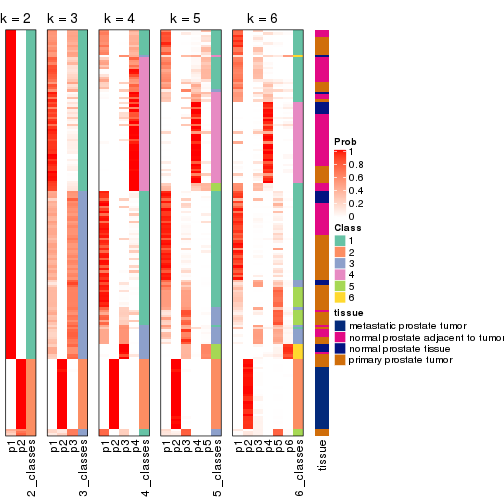 k = 2
k = 3
k = 4
k = 5
k = 6
Prob
1
0.8
0.6
0.4
0.2
0
Class
1
2
3
4
5
6
tissue
metastatic prostate tumor
normal prostate adjacent to tumor
normal prostate tissue
primary prostate tumor
p1
p2
2_classes
p1
p2
p3
3_classes
p1
p2
p3
p4
4_classes
p1
p2
p3
p4
p5
5_classes
p1
p2
p3
p4
p5
p6
6_classes
tissue